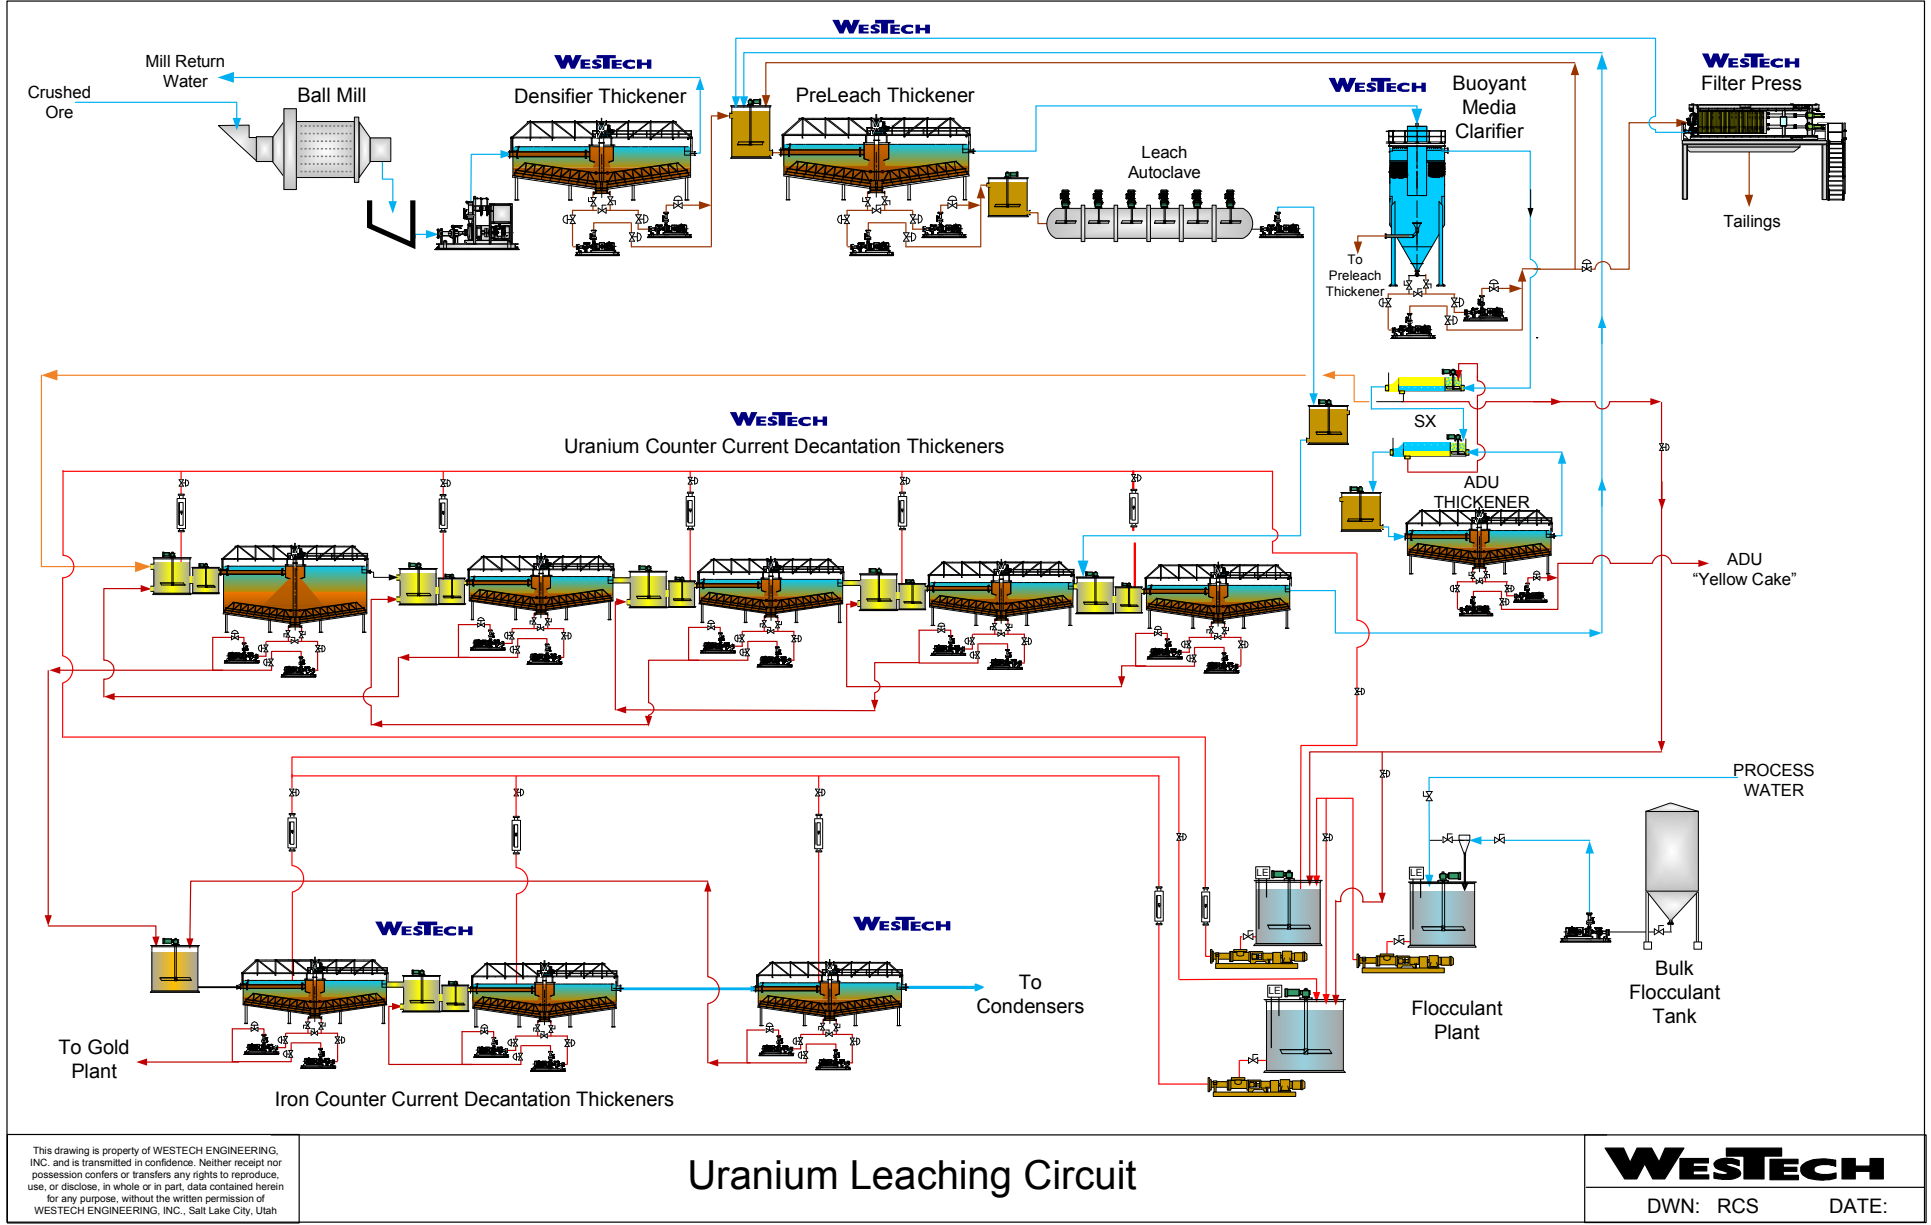 WESTECH
Mill Return
Water
WESTECH
WESTECH
WESTECH
Crushed
Ore
Ball Mill
Densifier Thickener
PreLeach Thickener
Buoyant
Media
Clarifier
Filter Press
Leach
Autoclave
Tailings
To
Preleach
Thickener
WESTECH
Uranium Counter Current Decantation Thickeners
SX
ADU
THICKENER
ADU
“Yellow Cake”
PROCESS
WATER
LE
LE
LE
WESTECH
WESTECH
To
Condensers
Flocculant
Plant
Bulk
Flocculant
Tank
To Gold
Plant
Iron Counter Current Decantation Thickeners
This drawing is property of WESTECH ENGINEERING,
INC. and is transmitted in confidence. Neither receipt nor
possession confers or transfers any rights to reproduce,
use, or disclose, in whole or in part, data contained herein
for any purpose, without the written permission of
WESTECH ENGINEERING, INC., Salt Lake City, Utah
Uranium Leaching Circuit
WESTECH
DWN: RCS DATE: